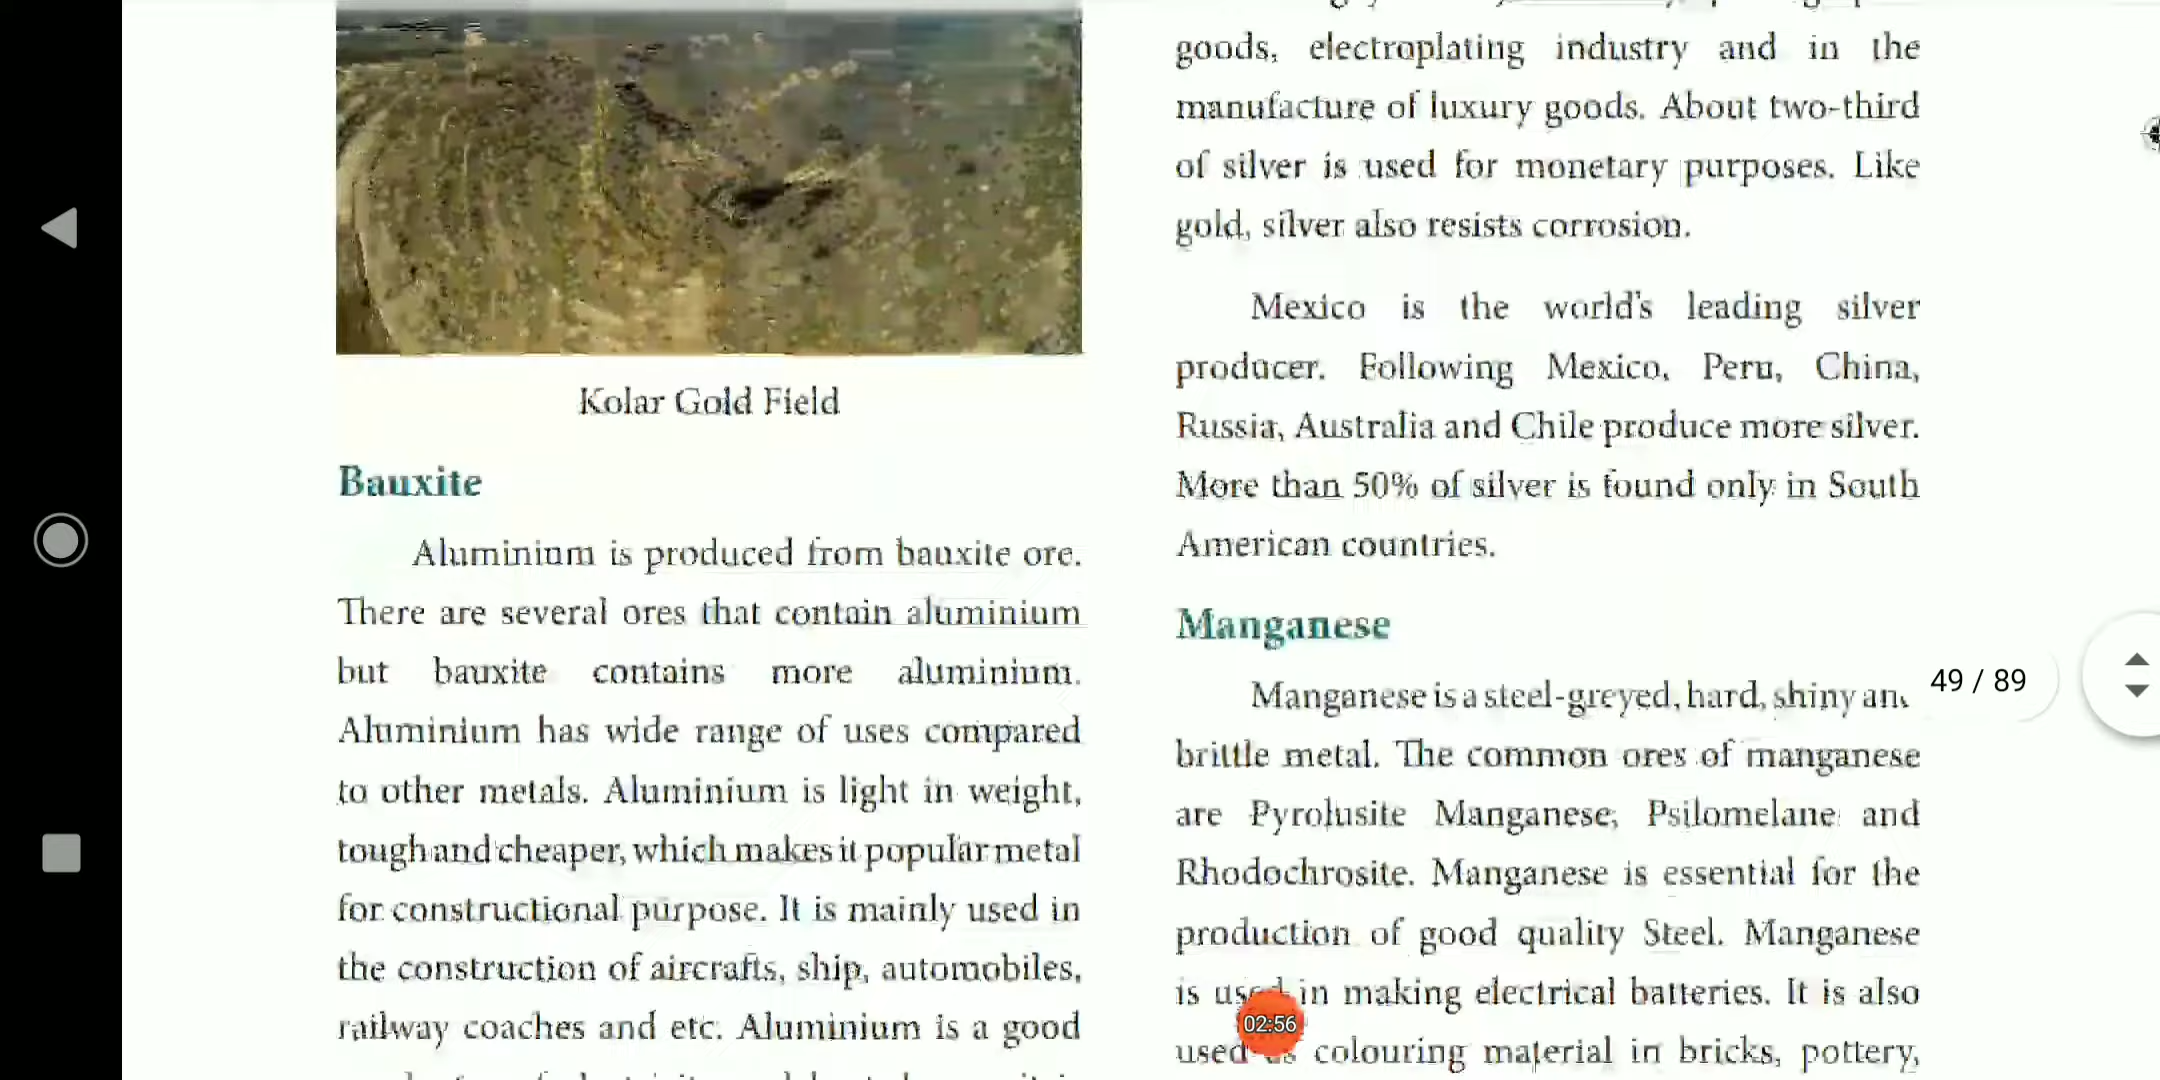 Kolar Gold Field
Bauxite
Aluminium is produced from bauxite ore.
There are several ores that contain aluminium
but bauxite contains more aluminium.
Aluminium has wide range of uses compared
to other metals. Aluminium is light in weight,
tough and cheaper, which makes it popular metal
for constructional purpose. It is mainly used in
the construction of aircrafts, ship, automobiles,
railway coaches and etc. Aluminium is a good
goods, electroplating industry and in the
manufacture of luxury goods. About two-third
of silver is used for monetary purposes. Like
gold, silver also resists corrosion.
Mexico is the world's leading silver
producer. Following Mexico, Peru, China,
Russia, Australia and Chile produce more silver.
More than 50% of silver is found only in South
American countries.
Manganese
Manganese is a steel-greyed, hard, shiny
brittle metal. The common ores of manganese
are Pyrolusite Manganese, Psilomelane and
Rhodochrosite. Manganese is essential for the
production of good quality Steel. Manganese
is in making electrical batteries. It is also
used colouring material in bricks, pottery,
49 / 89
02:56